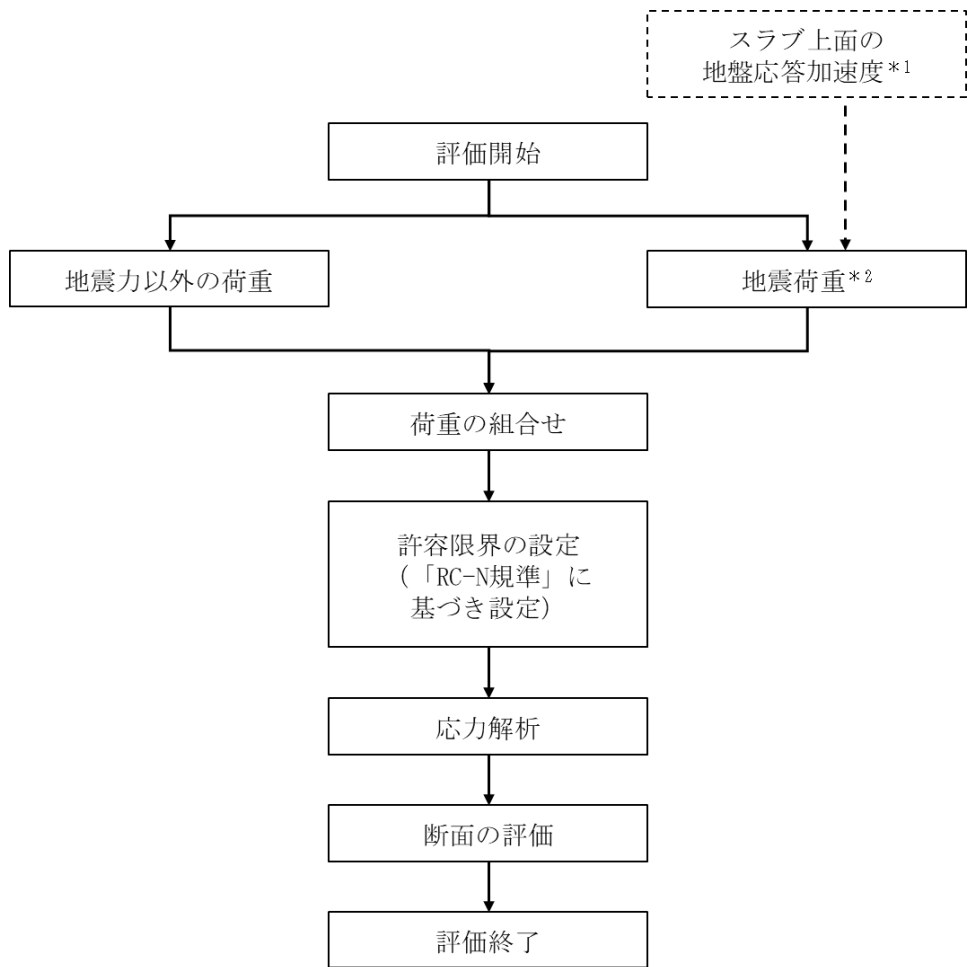 スラブ上面の
地盤応答加速度*1
評価開始
地震力以外の荷重
地震荷重*2
荷重の組合せ
許容限界の設定
(「RC-N規準」に
基づき設定)
応力解析
断面の評価
評価終了